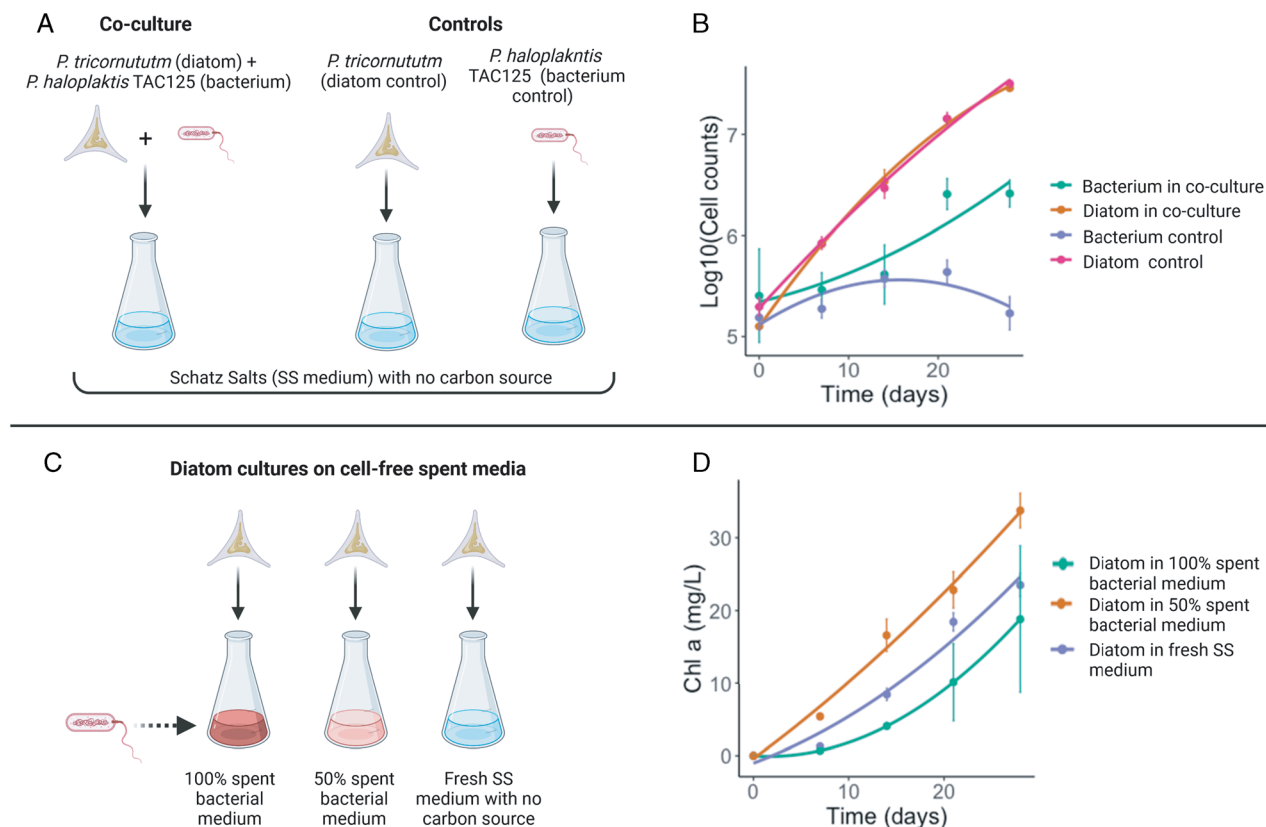 A
Co-culture
P. tricornututm (diatom) +
P. haloplaktis TAC125 (bacterium)
+
Controls
P. tricornututm
(diatom control)
P. haloplakntis
TAC125 (bacterium
control)
Schatz Salts (SS medium) with no carbon source
B
Log10(Cell counts)
7
6
5
0
10
20
Time (days)
Bacterium in co-culture
Diatom in co-culture
Bacterium control
Diatom control
C
Diatom cultures on cell-free spent media
100% spent
bacterial
medium
50% spent
bacterial
medium
Fresh SS
medium with no
carbon source
D
Chl a (mg/L)
30
20
10
0
0
10
20
Time (days)
Diatom in 100% spent
bacterial medium
Diatom in 50% spent
bacterial medium
Diatom in fresh SS
medium